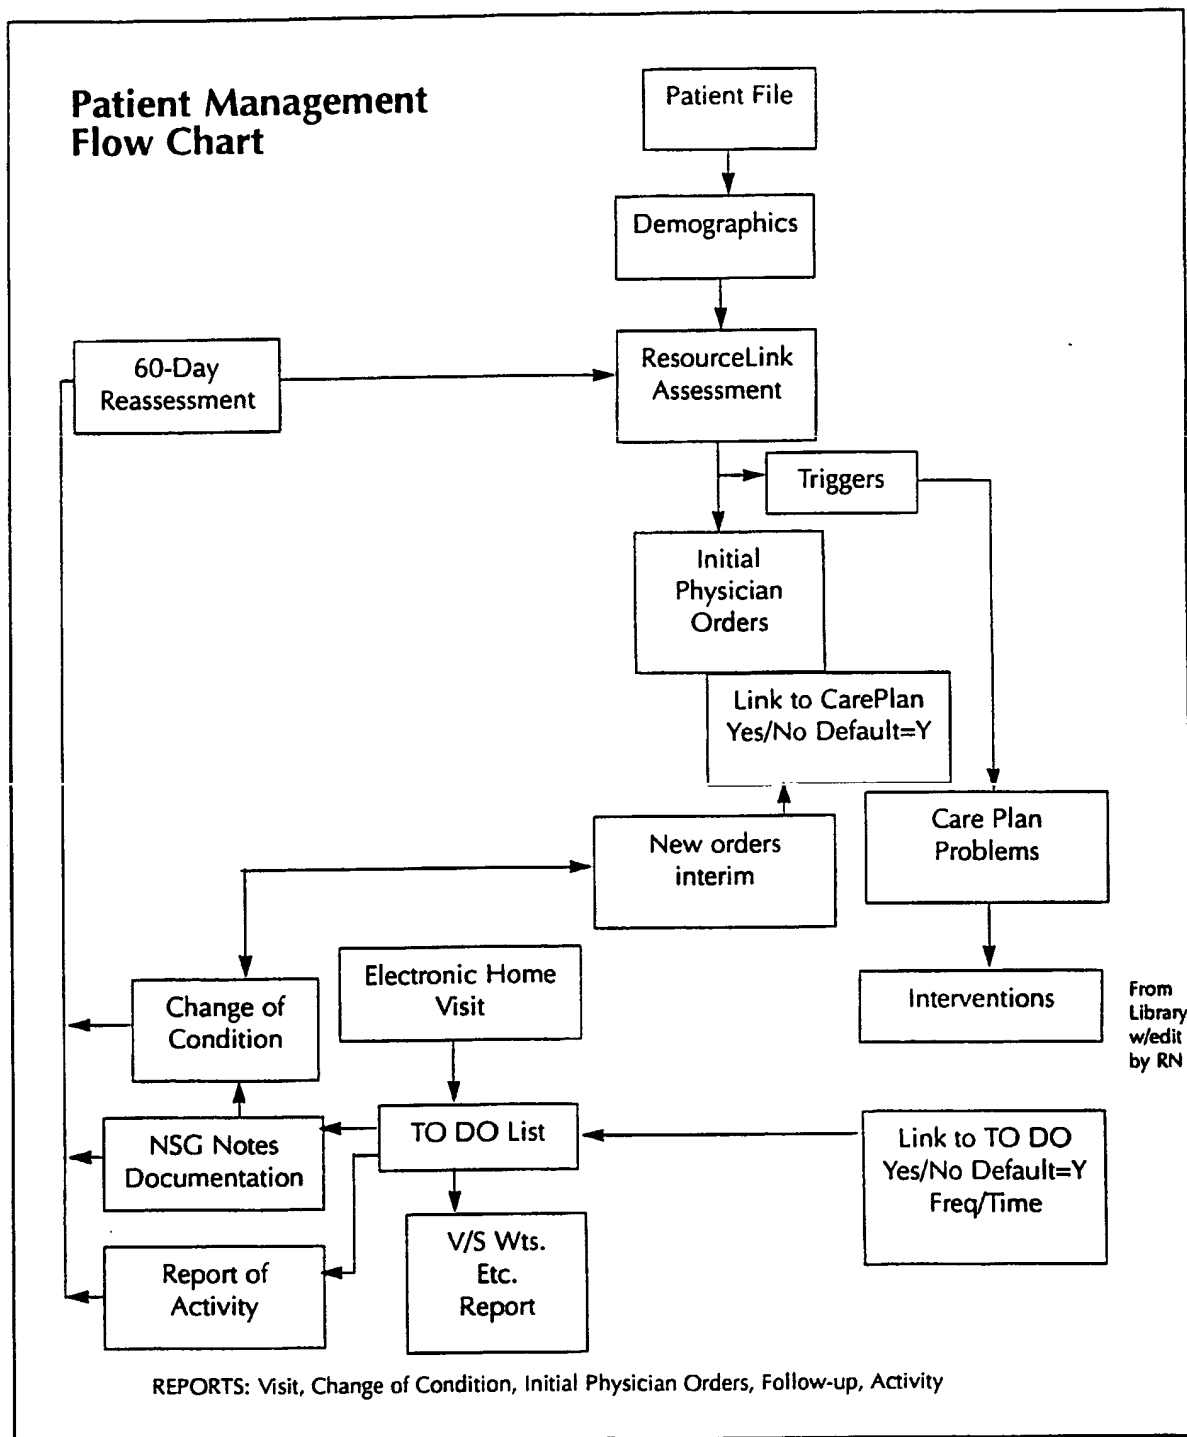 Patient Management
Flow Chart
Patient File
Demographics
60-Day
Reassessment
ResourceLink
Assessment
Triggers
Initial
Physician
Orders
Link to CarePlan
Yes/No Default=Y
New orders
interim
Care Plan
Problems
Electronic Home
Visit
Change of
Condition
Interventions
From
Library
w/edit
by RN
NSG Notes
Documentation
TO DO List
Link to TO DO
Yes/No Default=Y
Freq/Time
V/S Wts.
Etc.
Report
Report of
Activity
REPORTS: Visit, Change of Condition, Initial Physician Orders, Follow-up, Activity